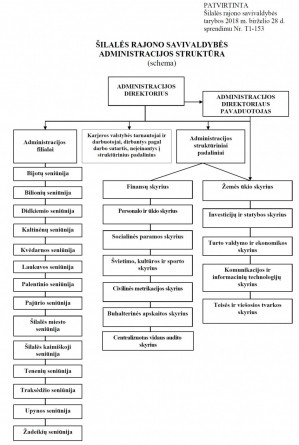 PATVIRTINTA
Šilalės rajono savivaldybės
tarybos 2018 m. birželio 28 d.
sprendimu Nr. T1-153
ŠILALĖS RAJONO SAVIVALDYBĖS
ADMINISTRACIJOS STRUKTŪRA
(schema)
ADMINISTRACIJOS
DIREKTORIUS
ADMINISTRACIJOS
DIREKTORIAUS
PAVADUOTOJAS
Administracijos
filialai
Karjeros valstybės tarnautojai ir
darbuotojai, dirbantys pagal
darbo sutartis, neįeinantys į
struktūrinius padalinius
Administracijos
struktūriniai
padaliniai
Bijotų seniūnija
Bilionių seniūnija
Didkiemio seniūnija
Kaltinėnų seniūnija
Kvėdarnos seniūnija
Laukuvos seniūnija
Palentinio seniūnija
Pajūrio seniūnija
Šilalės miesto
seniūnija
Šilalės kaimiškoji
seniūnija
Tenenių seniūnija
Traksėdžio seniūnija
Upynos seniūnija
Žadeikių seniūnija
Finansų skyrius
Personalo ir ūkio skyrius
Socialinės paramos skyrius
Švietimo, kultūros ir sporto
skyrius
Civilinės metrikacijos skyrius
Buhalterinės apskaitos skyrius
Centralizuotas vidaus audito
skyrius
Žemės ūkio skyrius
Investicijų ir statybos skyrius
Turto valdymo ir ekonomikos
skyrius
Komunikacijos ir
informacinių technologijų
skyrius
Teisės ir viešosios tvarkos
skyrius